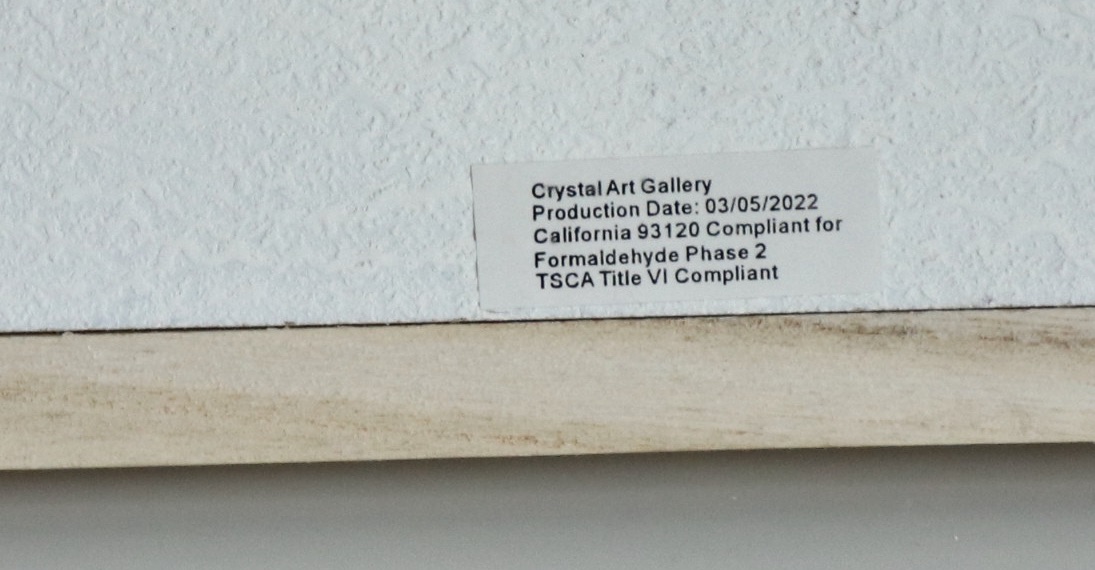 Crystal Art Gallery
Production Date: 03/05/2022
California 93120 Compliant for
Formaldehyde Phase 2
TSCA Title VI Compliant